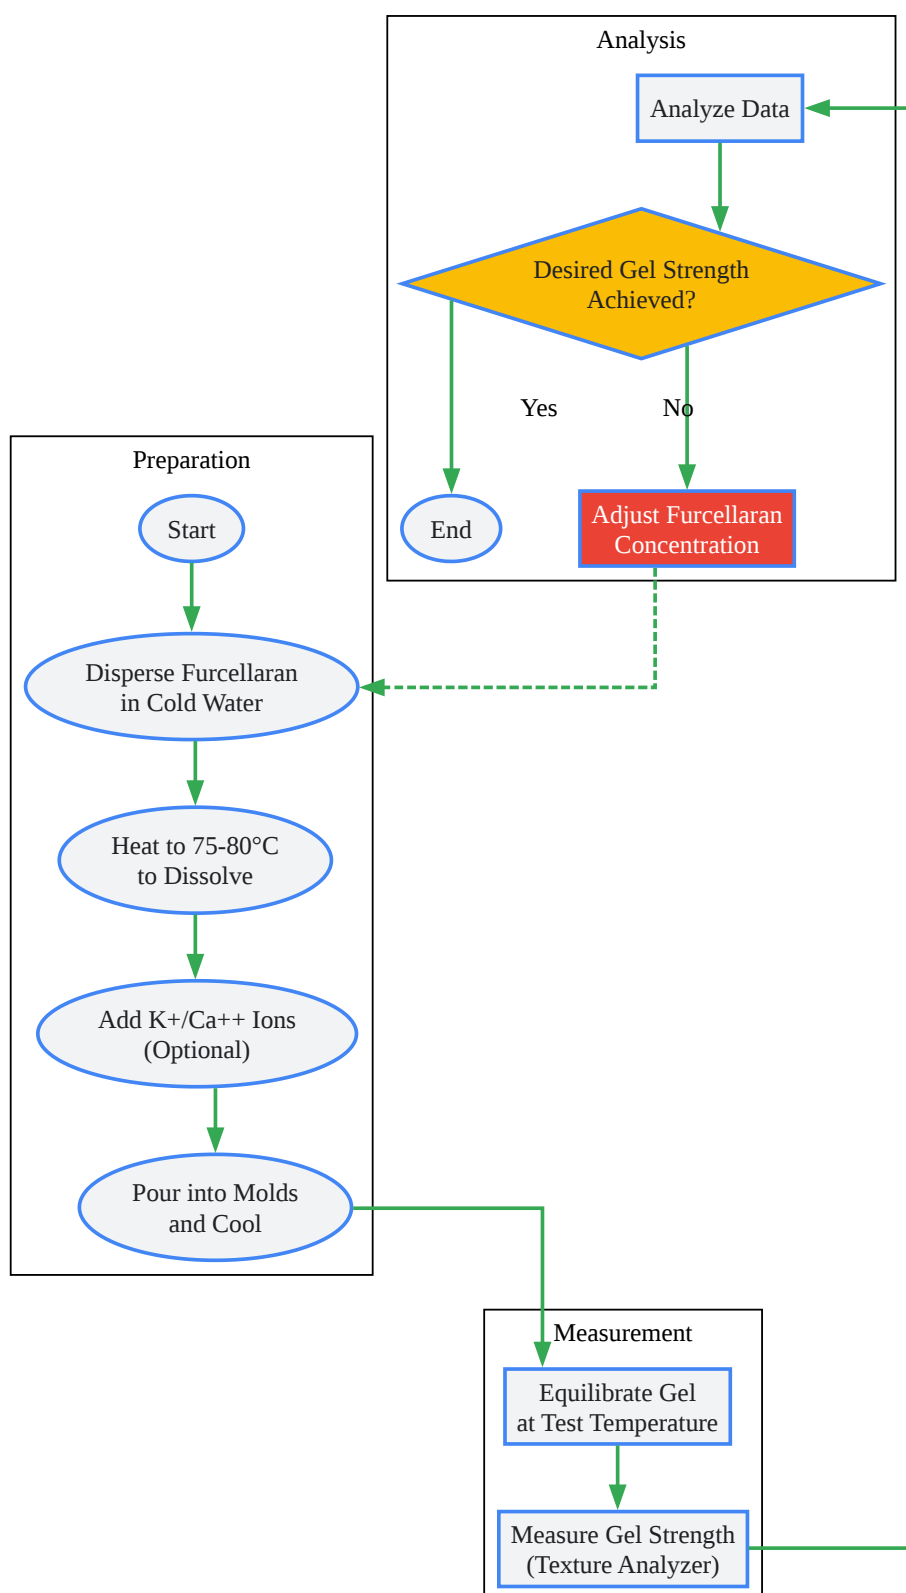 Analysis
Analyze Data
Desired Gel Strength
Achieved?
Yes
No
End
Adjust Furcellaran
Concentration
Preparation
Start
Disperse Furcellaran
in Cold Water
Heat to 75-80°C
to Dissolve
Add K+/Ca++ Ions
(Optional)
Pour into Molds
and Cool
Measurement
Equilibrate Gel
at Test Temperature
Measure Gel Strength
(Texture Analyzer)